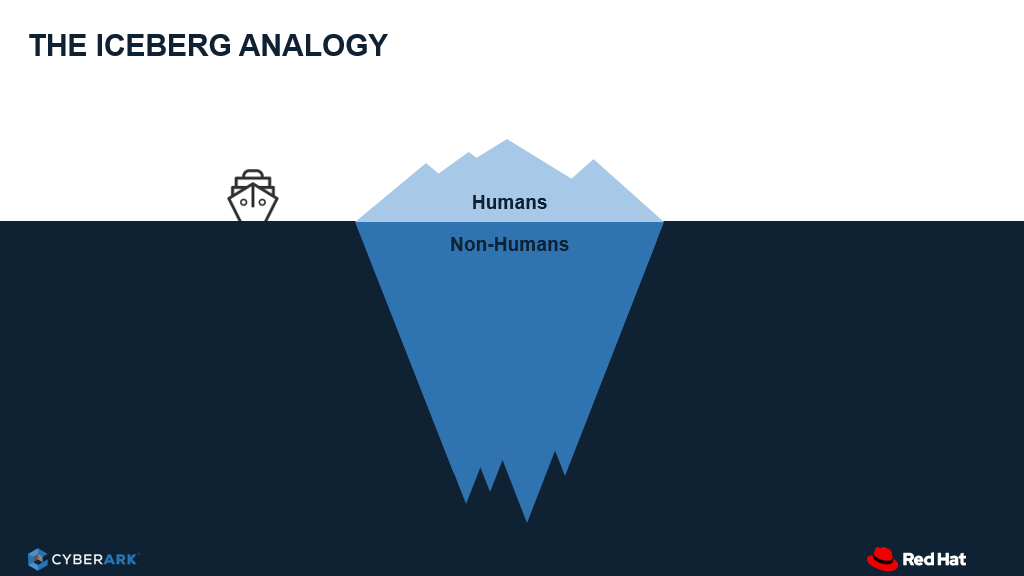 THE ICEBERG ANALOGY
Humans
Non-Humans
CYBERARK
Red Hat